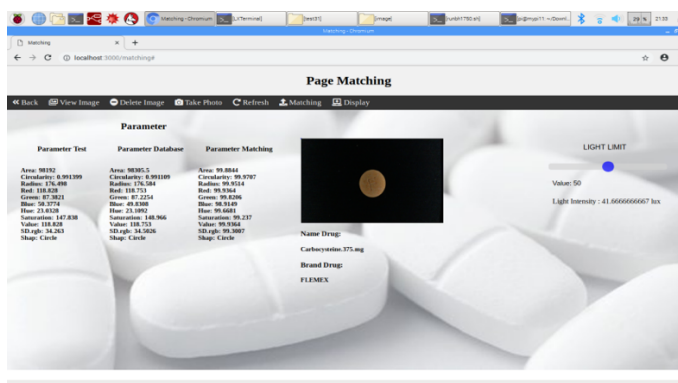 Matching - Chromium
[LXTerminal]
[test31]
[image]
29 %
21:35
Matching - Chromium
Matching
localhost:3000/matching#
Page Matching
Back View Image Delete Image Take Photo Refresh Matching Display
Parameter
Parameter Test
Area: 98192
Circularity: 0.991399
Radius: 176.498
Red: 118.828
Green: 87.3821
Blue: 50.3774
Hue: 23.0328
Saturation: 147.838
Value: 118.828
SD.rgb: 34.263
Shap: Circle
Parameter Database
Area: 98305.5
Circularity: 0.991109
Radius: 176.584
Red: 118.753
Green: 87.2254
Blue: 49.8308
Hue: 23.1092
Saturation: 148.966
Value: 118.753
SD.rgb: 34.5026
Shap: Circle
Parameter Matching
Area: 99.8844
Circularity: 99.9707
Radius: 99.9514
Red: 99.9364
Green: 99.8206
Blue: 98.9149
Hue: 99.6681
Saturation: 99.237
Value: 99.9364
SD.rgb: 99.3007
Shap: Circle
Name Drug:
Carbocysteine.375.mg
Brand Drug:
FLEMEX
LIGHT LIMIT
Value: 50
Light Intensity : 41.6666666667 lux